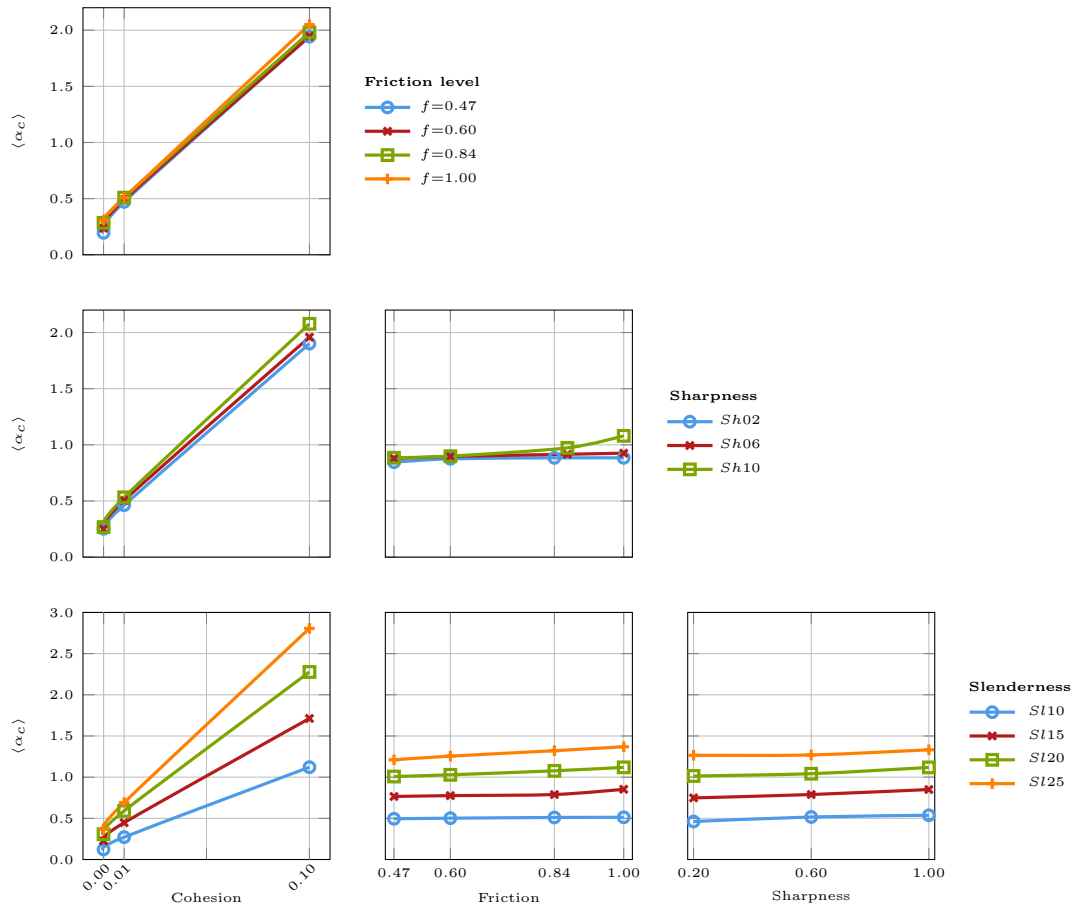 2.0
1.5
1.0
0.5
0.0
⟨α_c⟩
Friction level
f=0.47
f=0.60
f=0.84
f=1.00
2.0
1.5
1.0
0.5
0.0
⟨α_c⟩
Sharpness
Sh02
Sh06
Sh10
3.0
2.5
2.0
1.5
1.0
0.5
0.0
⟨α_c⟩
0.00
0.01
0.10
Cohesion
0.47
0.60
0.84
1.00
Friction
0.20
0.60
1.00
Sharpness
Slenderness
Sl10
Sl15
Sl20
Sl25